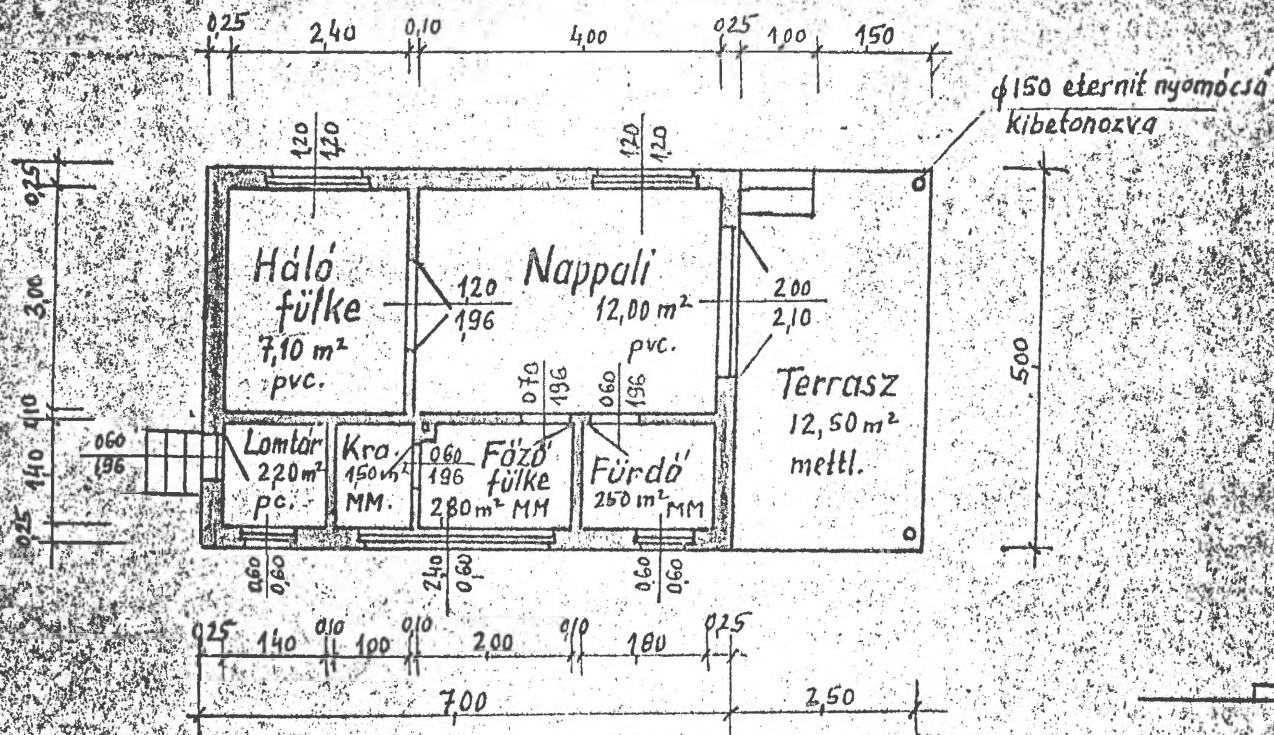 0,25 2,40 0,10 4,00 0,25 1,00 1,50
ϕ150 eternit nyomócső
kibetonozva
1,20
1,20
1,20
1,20
0,25
3,00
0,10
1,40
0,25
Háló
fülke
7,10 m²
pvc.
1,20
1,96
Nappali
12,00 m²
pvc.
2,00
2,10
Terrasz
12,50 m²
mettl.
5,00
0,70
1,96
0,60
1,96
0,60
1,96
Lomtár
2,20 m²
pc.
Kra.
1,50 m²
MM.
0,60
1,96
Főző
fülke
2,80 m² MM
Fürdő
2,50 m² MM
0,60
0,60
2,40
0,60
0,60
0,60
0,25 1,40 0,10 1,00 0,10 2,00 0,10 1,80 0,25
7,00 2,50